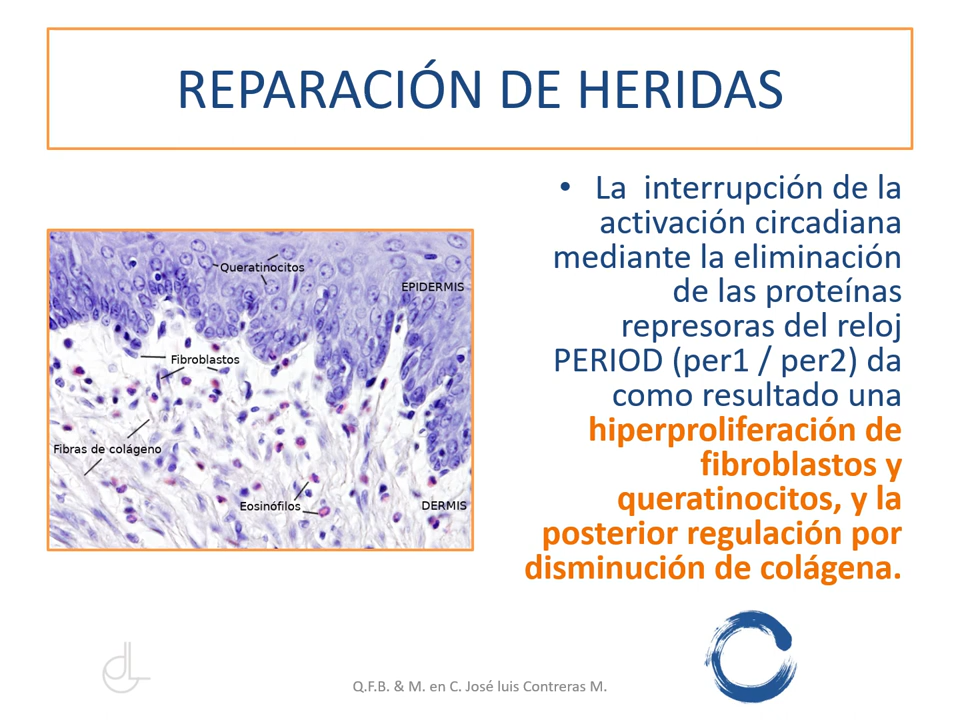 REPARACIÓN DE HERIDAS
• La interrupción de la
activación circadiana
mediante la eliminación
de las proteínas
represoras del reloj
PERIOD (per1 / per2) da
como resultado una
hiperproliferación de
fibroblastos y
queratinocitos, y la
posterior regulación por
disminución de colágena.
Queratinocitos
EPIDERMIS
Fibroblastos
Fibras de colágeno
Eosinófilos
DERMIS
Q.F.B. & M. en C. José luis Contreras M.